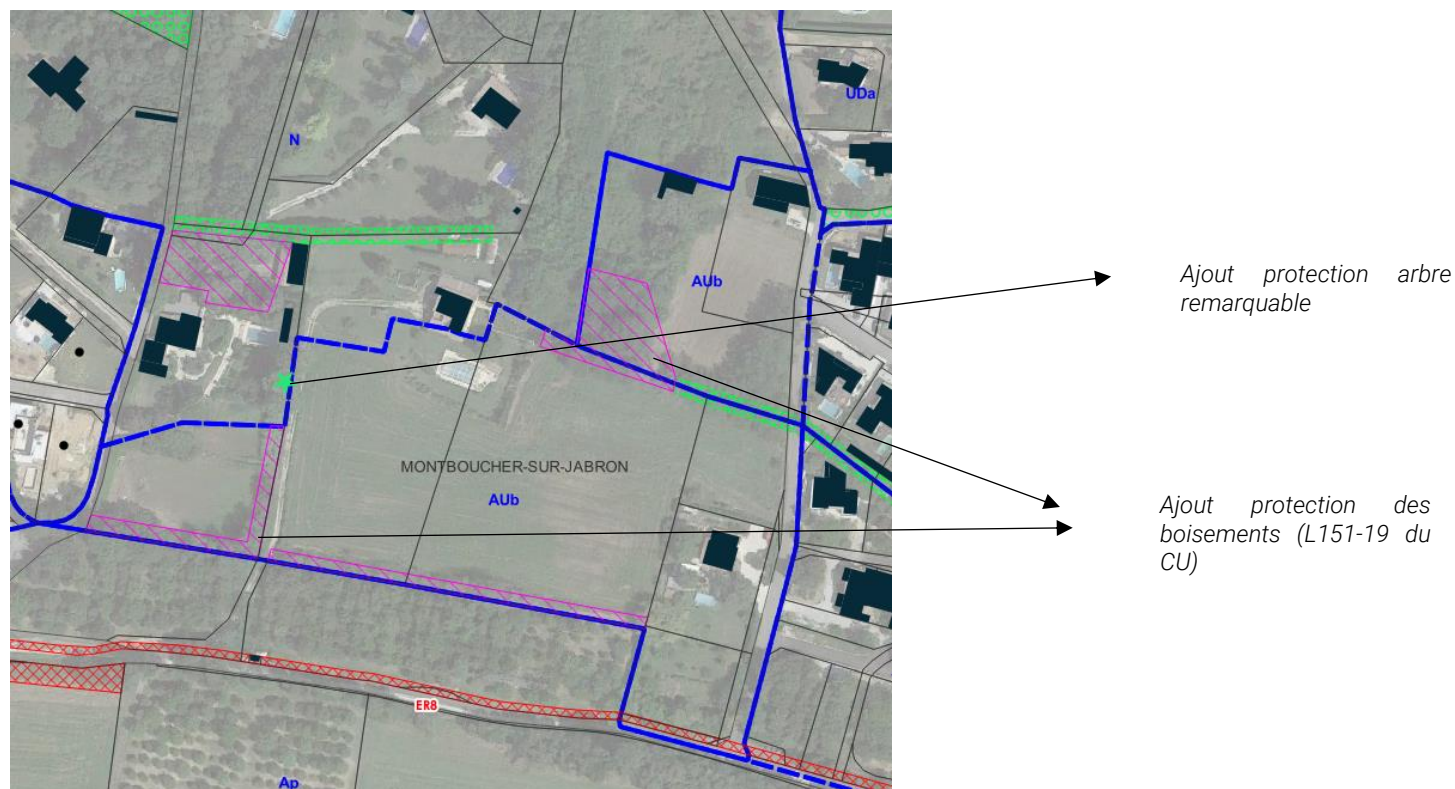 UDa
N
AUb
Ajout protection arbre
remarquable
MONTBOUCHER-SUR-JABRON
AUb
Ajout protection des
boisements (L151-19 du
CU)
ER8
Ap